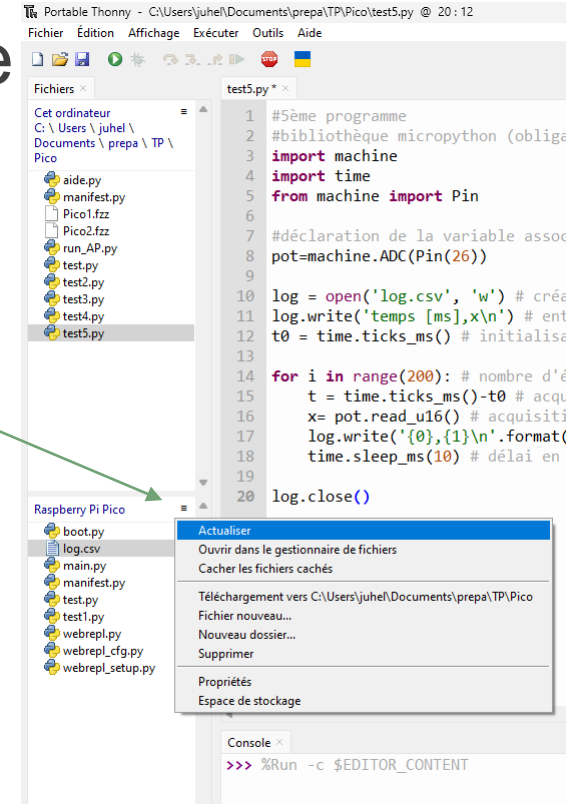 Portable Thonny - C:\Users\juhel\Documents\prepa\TP\Pico\test5.py @ 20 : 12
Fichier Édition Affichage Exécuter Outils Aide
e
Fichiers ×
Cet ordinateur
C: \ Users \ juhel \
Documents \ prepa \ TP \
Pico
aide.py
manifest.py
Pico1.fzz
Pico2.fzz
run_AP.py
test.py
test2.py
test3.py
test4.py
test5.py
test5.py * ×
1 #5ème programme
2 #bibliothèque micropython (obliga
3 import machine
4 import time
5 from machine import Pin
6
7 #déclaration de la variable assoc
8 pot=machine.ADC(Pin(26))
9
10 log = open('log.csv', 'w') # créa
11 log.write('temps [ms],x\n') # ent
12 t0 = time.ticks_ms() # initialisa
13
14 for i in range(200): # nombre d'é
15 t = time.ticks_ms()-t0 # acqu
16 x= pot.read_u16() # acquisiti
17 log.write('{0},{1}\n'.format(
18 time.sleep_ms(10) # délai en
19
20 log.close()
Raspberry Pi Pico
boot.py
log.csv
main.py
manifest.py
test.py
test1.py
webrepl.py
webrepl_cfg.py
webrepl_setup.py
Actualiser
Ouvrir dans le gestionnaire de fichiers
Cacher les fichiers cachés
Téléchargement vers C:\Users\juhel\Documents\prepa\TP\Pico
Fichier nouveau...
Nouveau dossier...
Supprimer
Propriétés
Espace de stockage
Console ×
>>> %Run -c $EDITOR_CONTENT